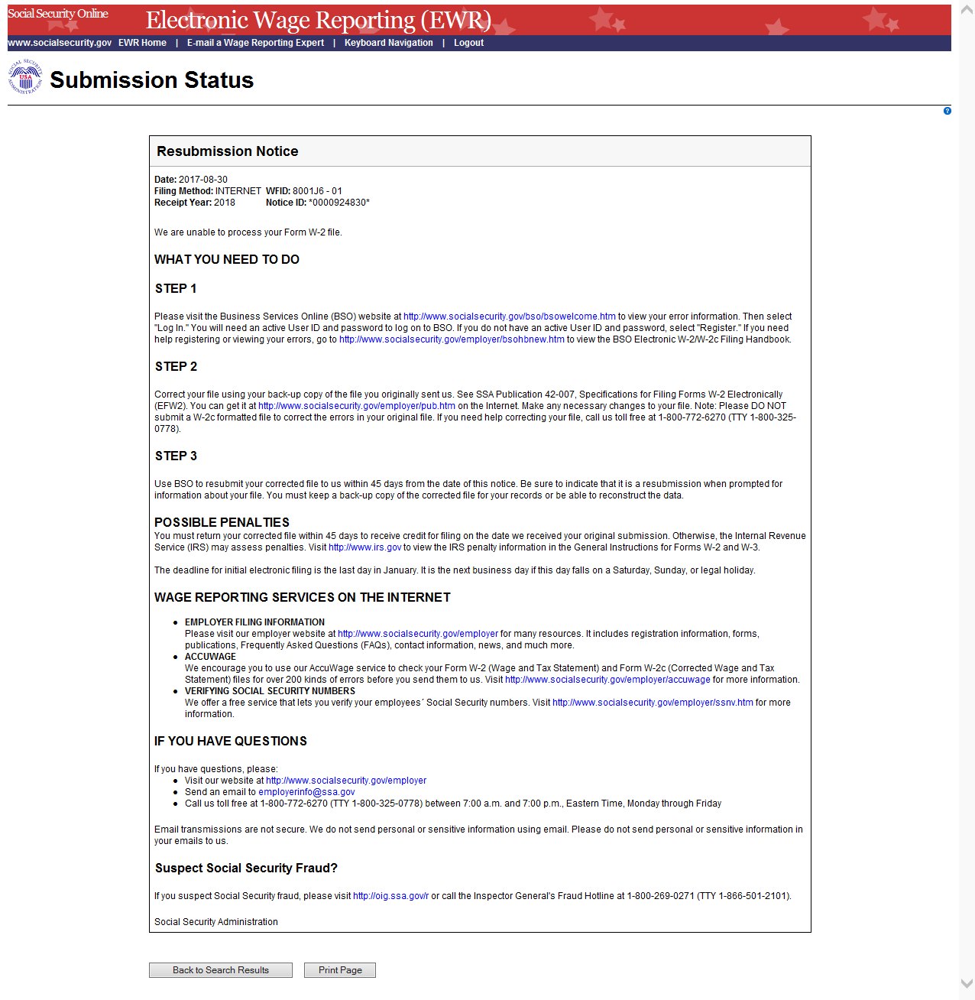 Social Security Online
Electronic Wage Reporting (EWR)
www.socialsecurity.gov EWR Home | E-mail a Wage Reporting Expert | Keyboard Navigation | Logout
SOCIAL SECURITY
USA
ADMINISTRATION
Submission Status
?
Resubmission Notice
Date: 2017-08-30
Filing Method: INTERNET WFID: 8001J6 - 01
Receipt Year: 2018 Notice ID: *0000924830*
We are unable to process your Form W-2 file.
WHAT YOU NEED TO DO
STEP 1
Please visit the Business Services Online (BSO) website at http://www.socialsecurity.gov/bso/bsowelcome.htm to view your error information. Then select
"Log In." You will need an active User ID and password to log on to BSO. If you do not have an active User ID and password, select "Register." If you need
help registering or viewing your errors, go to http://www.socialsecurity.gov/employer/bsohbnew.htm to view the BSO Electronic W-2/W-2c Filing Handbook.
STEP 2
Correct your file using your back-up copy of the file you originally sent us. See SSA Publication 42-007, Specifications for Filing Forms W-2 Electronically
(EFW2). You can get it at http://www.socialsecurity.gov/employer/pub.htm on the Internet. Make any necessary changes to your file. Note: Please DO NOT
submit a W-2c formatted file to correct the errors in your original file. If you need help correcting your file, call us toll free at 1-800-772-6270 (TTY 1-800-325-
0778).
STEP 3
Use BSO to resubmit your corrected file to us within 45 days from the date of this notice. Be sure to indicate that it is a resubmission when prompted for
information about your file. You must keep a back-up copy of the corrected file for your records or be able to reconstruct the data.
POSSIBLE PENALTIES
You must return your corrected file within 45 days to receive credit for filing on the date we received your original submission. Otherwise, the Internal Revenue
Service (IRS) may assess penalties. Visit http://www.irs.gov to view the IRS penalty information in the General Instructions for Forms W-2 and W-3.
The deadline for initial electronic filing is the last day in January. It is the next business day if this day falls on a Saturday, Sunday, or legal holiday.
WAGE REPORTING SERVICES ON THE INTERNET
• EMPLOYER FILING INFORMATION
Please visit our employer website at http://www.socialsecurity.gov/employer for many resources. It includes registration information, forms,
publications, Frequently Asked Questions (FAQs), contact information, news, and much more.
• ACCUWAGE
We encourage you to use our AccuWage service to check your Form W-2 (Wage and Tax Statement) and Form W-2c (Corrected Wage and Tax
Statement) files for over 200 kinds of errors before you send them to us. Visit http://www.socialsecurity.gov/employer/accuwage for more information.
• VERIFYING SOCIAL SECURITY NUMBERS
We offer a free service that lets you verify your employees´ Social Security numbers. Visit http://www.socialsecurity.gov/employer/ssnv.htm for more
information.
IF YOU HAVE QUESTIONS
If you have questions, please:
• Visit our website at http://www.socialsecurity.gov/employer
• Send an email to employerinfo@ssa.gov
• Call us toll free at 1-800-772-6270 (TTY 1-800-325-0778) between 7:00 a.m. and 7:00 p.m., Eastern Time, Monday through Friday
Email transmissions are not secure. We do not send personal or sensitive information using email. Please do not send personal or sensitive information in
your emails to us.
Suspect Social Security Fraud?
If you suspect Social Security fraud, please visit http://oig.ssa.gov/r or call the Inspector General's Fraud Hotline at 1-800-269-0271 (TTY 1-866-501-2101).
Social Security Administration
Back to Search Results Print Page